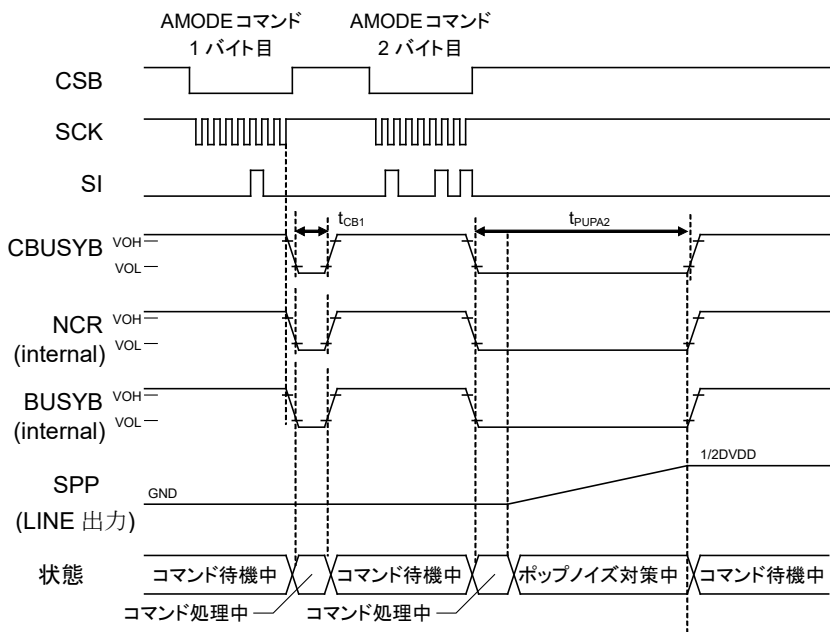 AMODEコマンド
1 バイト目
AMODEコマンド
2 バイト目
CSB
SCK
SI
tCB1
tPUPA2
CBUSYB
VOH
VOL
NCR
(internal)
VOH
VOL
BUSYB
(internal)
VOH
VOL
SPP
(LINE 出力)
GND
1/2DVDD
状態
コマンド待機中
コマンド待機中
ポップノイズ対策中
コマンド待機中
コマンド処理中
コマンド処理中